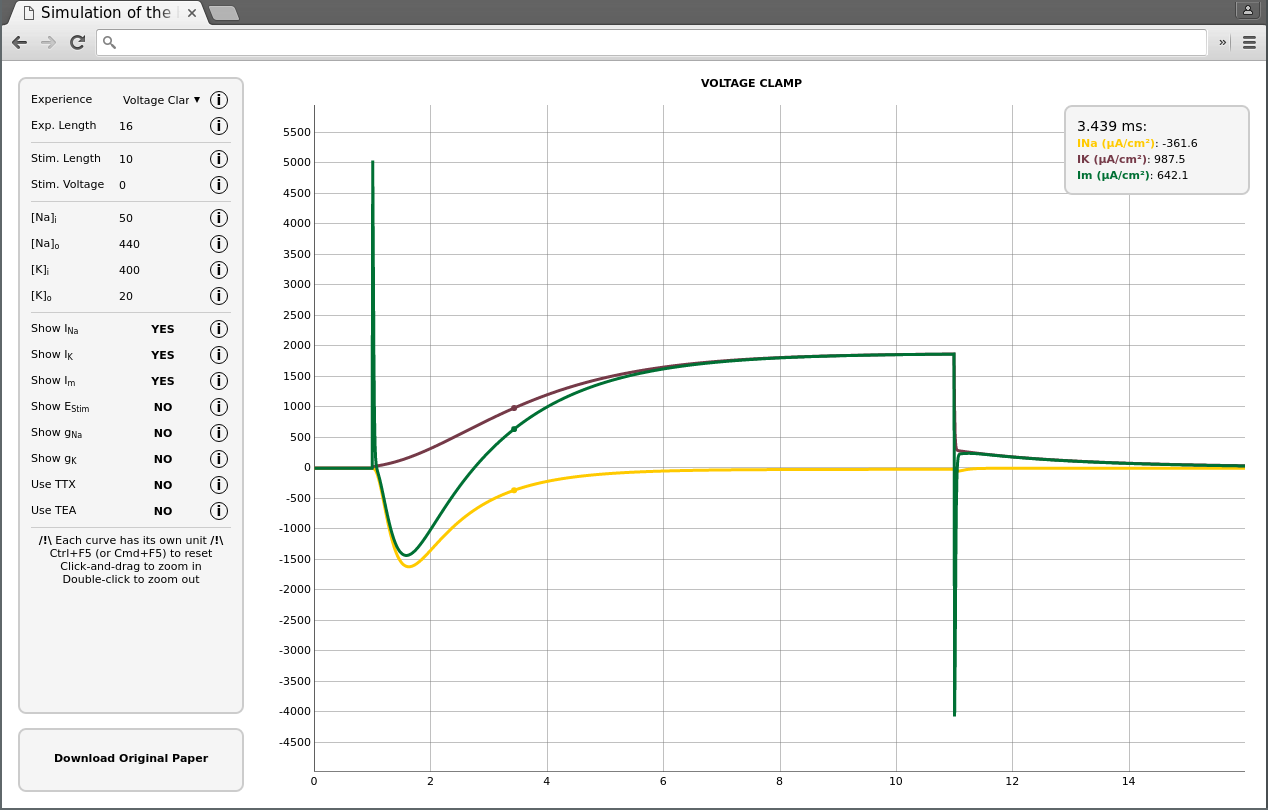 Simulation of the
VOLTAGE CLAMP
Experience Voltage Clar ▼ i
Exp. Length 16 i
Stim. Length 10 i
Stim. Voltage 0 i
[Na]i 50 i
[Na]o 440 i
[K]i 400 i
[K]o 20 i
Show INa YES i
Show IK YES i
Show Im YES i
Show EStim NO i
Show gNa NO i
Show gK NO i
Use TTX NO i
Use TEA NO i
/!\ Each curve has its own unit /!\
Ctrl+F5 (or Cmd+F5) to reset
Click-and-drag to zoom in
Double-click to zoom out
Download Original Paper
5500
5000
4500
4000
3500
3000
2500
2000
1500
1000
500
0
-500
-1000
-1500
-2000
-2500
-3000
-3500
-4000
-4500
0 2 4 6 8 10 12 14
3.439 ms:
INa (µA/cm²): -361.6
IK (µA/cm²): 987.5
Im (µA/cm²): 642.1